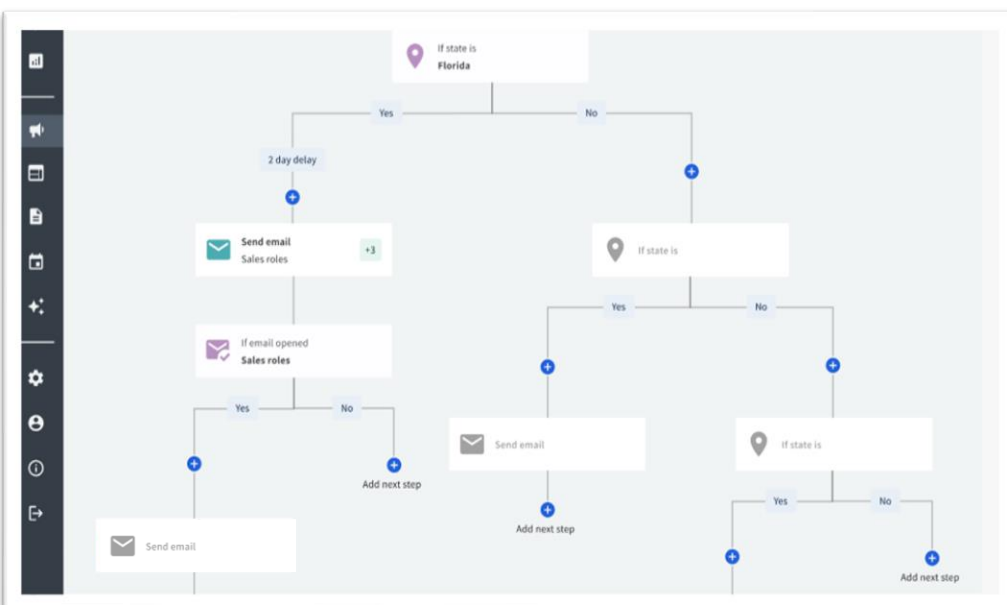 If state is
Florida
Yes
No
2 day delay
Send email
Sales roles
+3
If state is
Yes
No
If email opened
Sales roles
Yes
No
Send email
If state is
Add next step
Yes
No
Add next step
Send email
Add next step